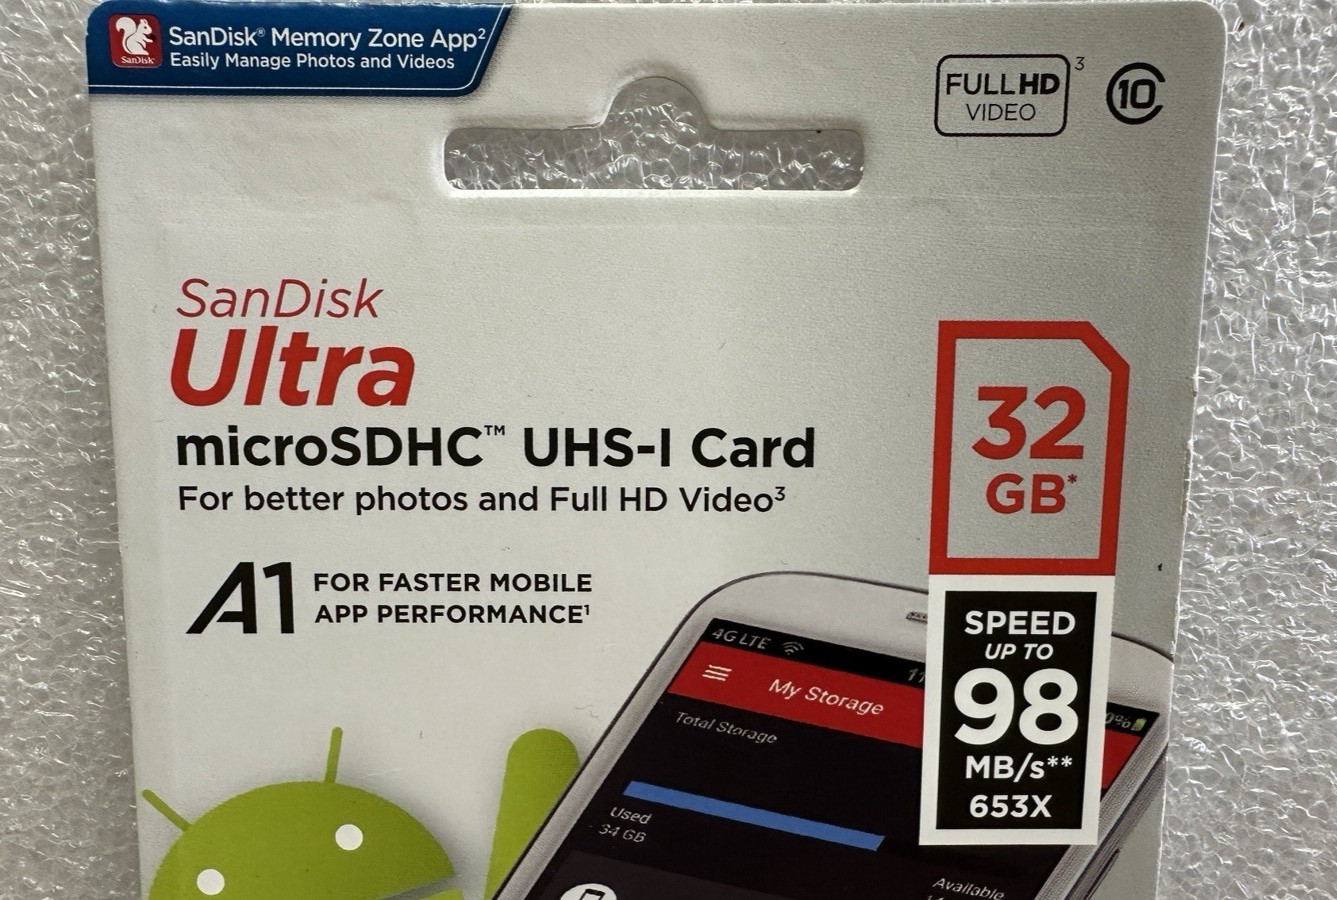 SanDisk® Memory Zone App²
Easily Manage Photos and Videos
SanDisk
FULL HD
VIDEO
3
10
SanDisk
Ultra
microSDHC™ UHS-I Card
For better photos and Full HD Video³
A1
FOR FASTER MOBILE
APP PERFORMANCE¹
32
GB*
SPEED
UP TO
98
MB/s**
653X
4G LTE
My Storage
Total Storage
Used
34 GB
Available